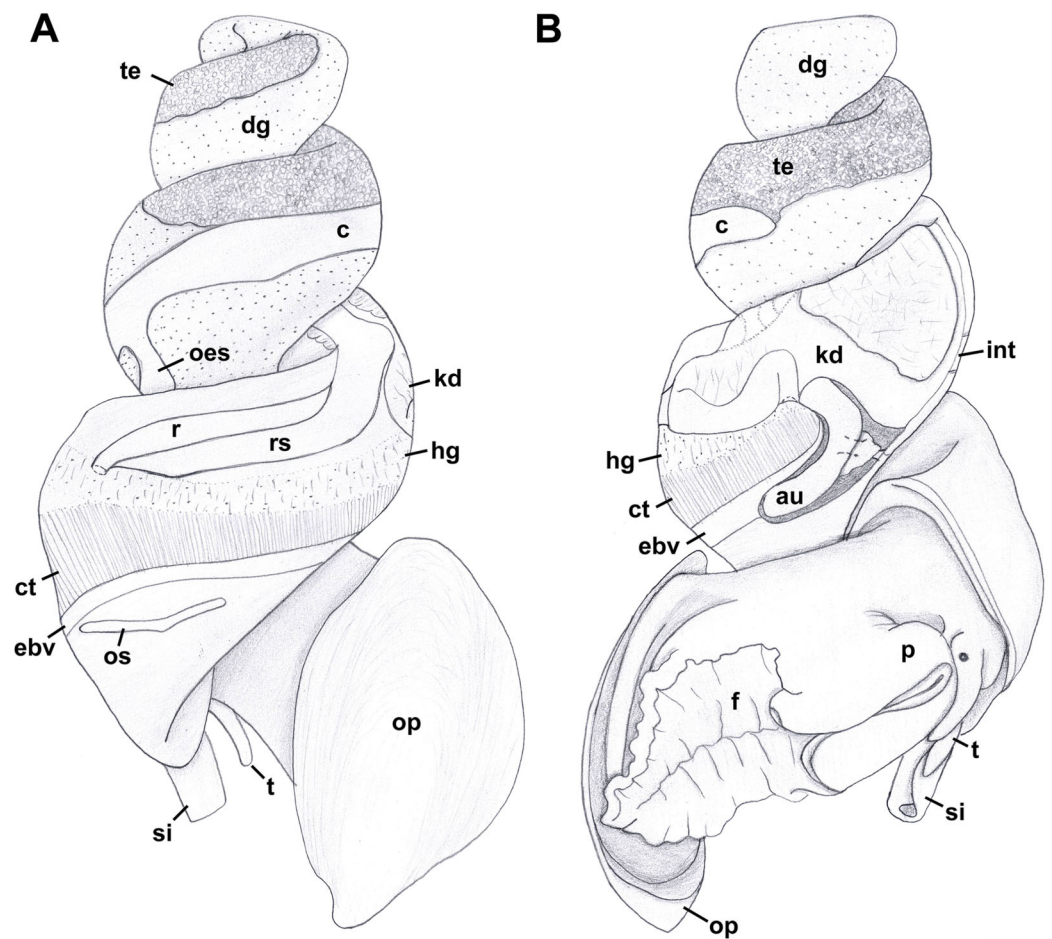 A
te
dg
c
oes
kd
r
rs
hg
ct
ebv
os
op
t
si
B
dg
te
c
int
kd
hg
au
ct
ebv
p
f
t
si
op